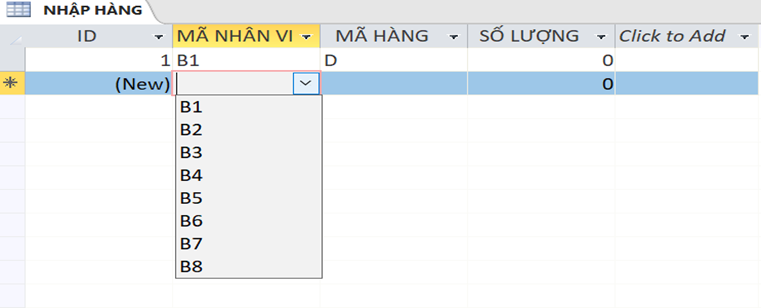 NHẬP HÀNG
ID MÃ NHÂN VI MÃ HÀNG SỐ LƯỢNG Click to Add
1 B1 D 0
(New) 0
B1
B2
B3
B4
B5
B6
B7
B8